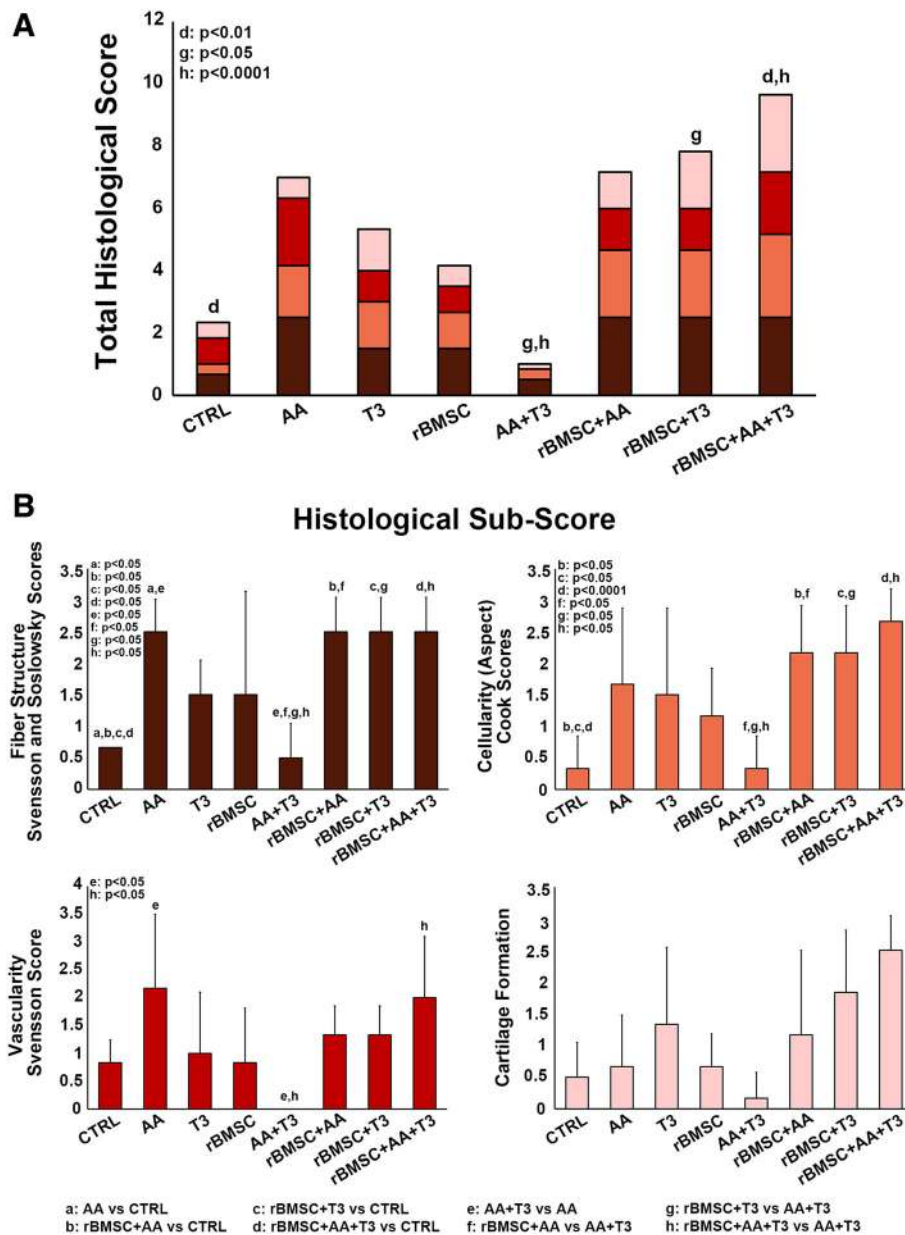 A
12
10
8
6
4
2
0
Total Histological Score
d: p<0.01
g: p<0.05
h: p<0.0001
d
g,h
g
d,h
CTRL
AA
T3
rBMSC
AA+T3
rBMSC+AA
rBMSC+T3
rBMSC+AA+T3
B
Histological Sub-Score
Fiber Structure
Svensson and Soslowsky Scores
3.5
3
2.5
2
1.5
1
0.5
0
a: p<0.05
b: p<0.05
c: p<0.05
d: p<0.05
e: p<0.05
f: p<0.05
g: p<0.05
h: p<0.05
a,b,c,d
a,e
e,f,g,h
b,f
c,g
d,h
CTRL
AA
T3
rBMSC
AA+T3
rBMSC+AA
rBMSC+T3
rBMSC+AA+T3
Cellularity (Aspect)
Cook Scores
3.5
3
2.5
2
1.5
1
0.5
0
b: p<0.05
c: p<0.05
d: p<0.0001
f: p<0.05
g: p<0.05
h: p<0.05
b,c,d
f,g,h
b,f
c,g
d,h
CTRL
AA
T3
rBMSC
AA+T3
rBMSC+AA
rBMSC+T3
rBMSC+AA+T3
Vascularity
Svensson Score
4
3.5
3
2.5
2
1.5
1
0.5
0
e: p<0.05
h: p<0.05
e
e,h
h
CTRL
AA
T3
rBMSC
AA+T3
rBMSC+AA
rBMSC+T3
rBMSC+AA+T3
Cartilage Formation
3.5
3
2.5
2
1.5
1
0.5
0
CTRL
AA
T3
rBMSC
AA+T3
rBMSC+AA
rBMSC+T3
rBMSC+AA+T3
a: AA vs CTRL
b: rBMSC+AA vs CTRL
c: rBMSC+T3 vs CTRL
d: rBMSC+AA+T3 vs CTRL
e: AA+T3 vs AA
f: rBMSC+AA vs AA+T3
g: rBMSC+T3 vs AA+T3
h: rBMSC+AA+T3 vs AA+T3